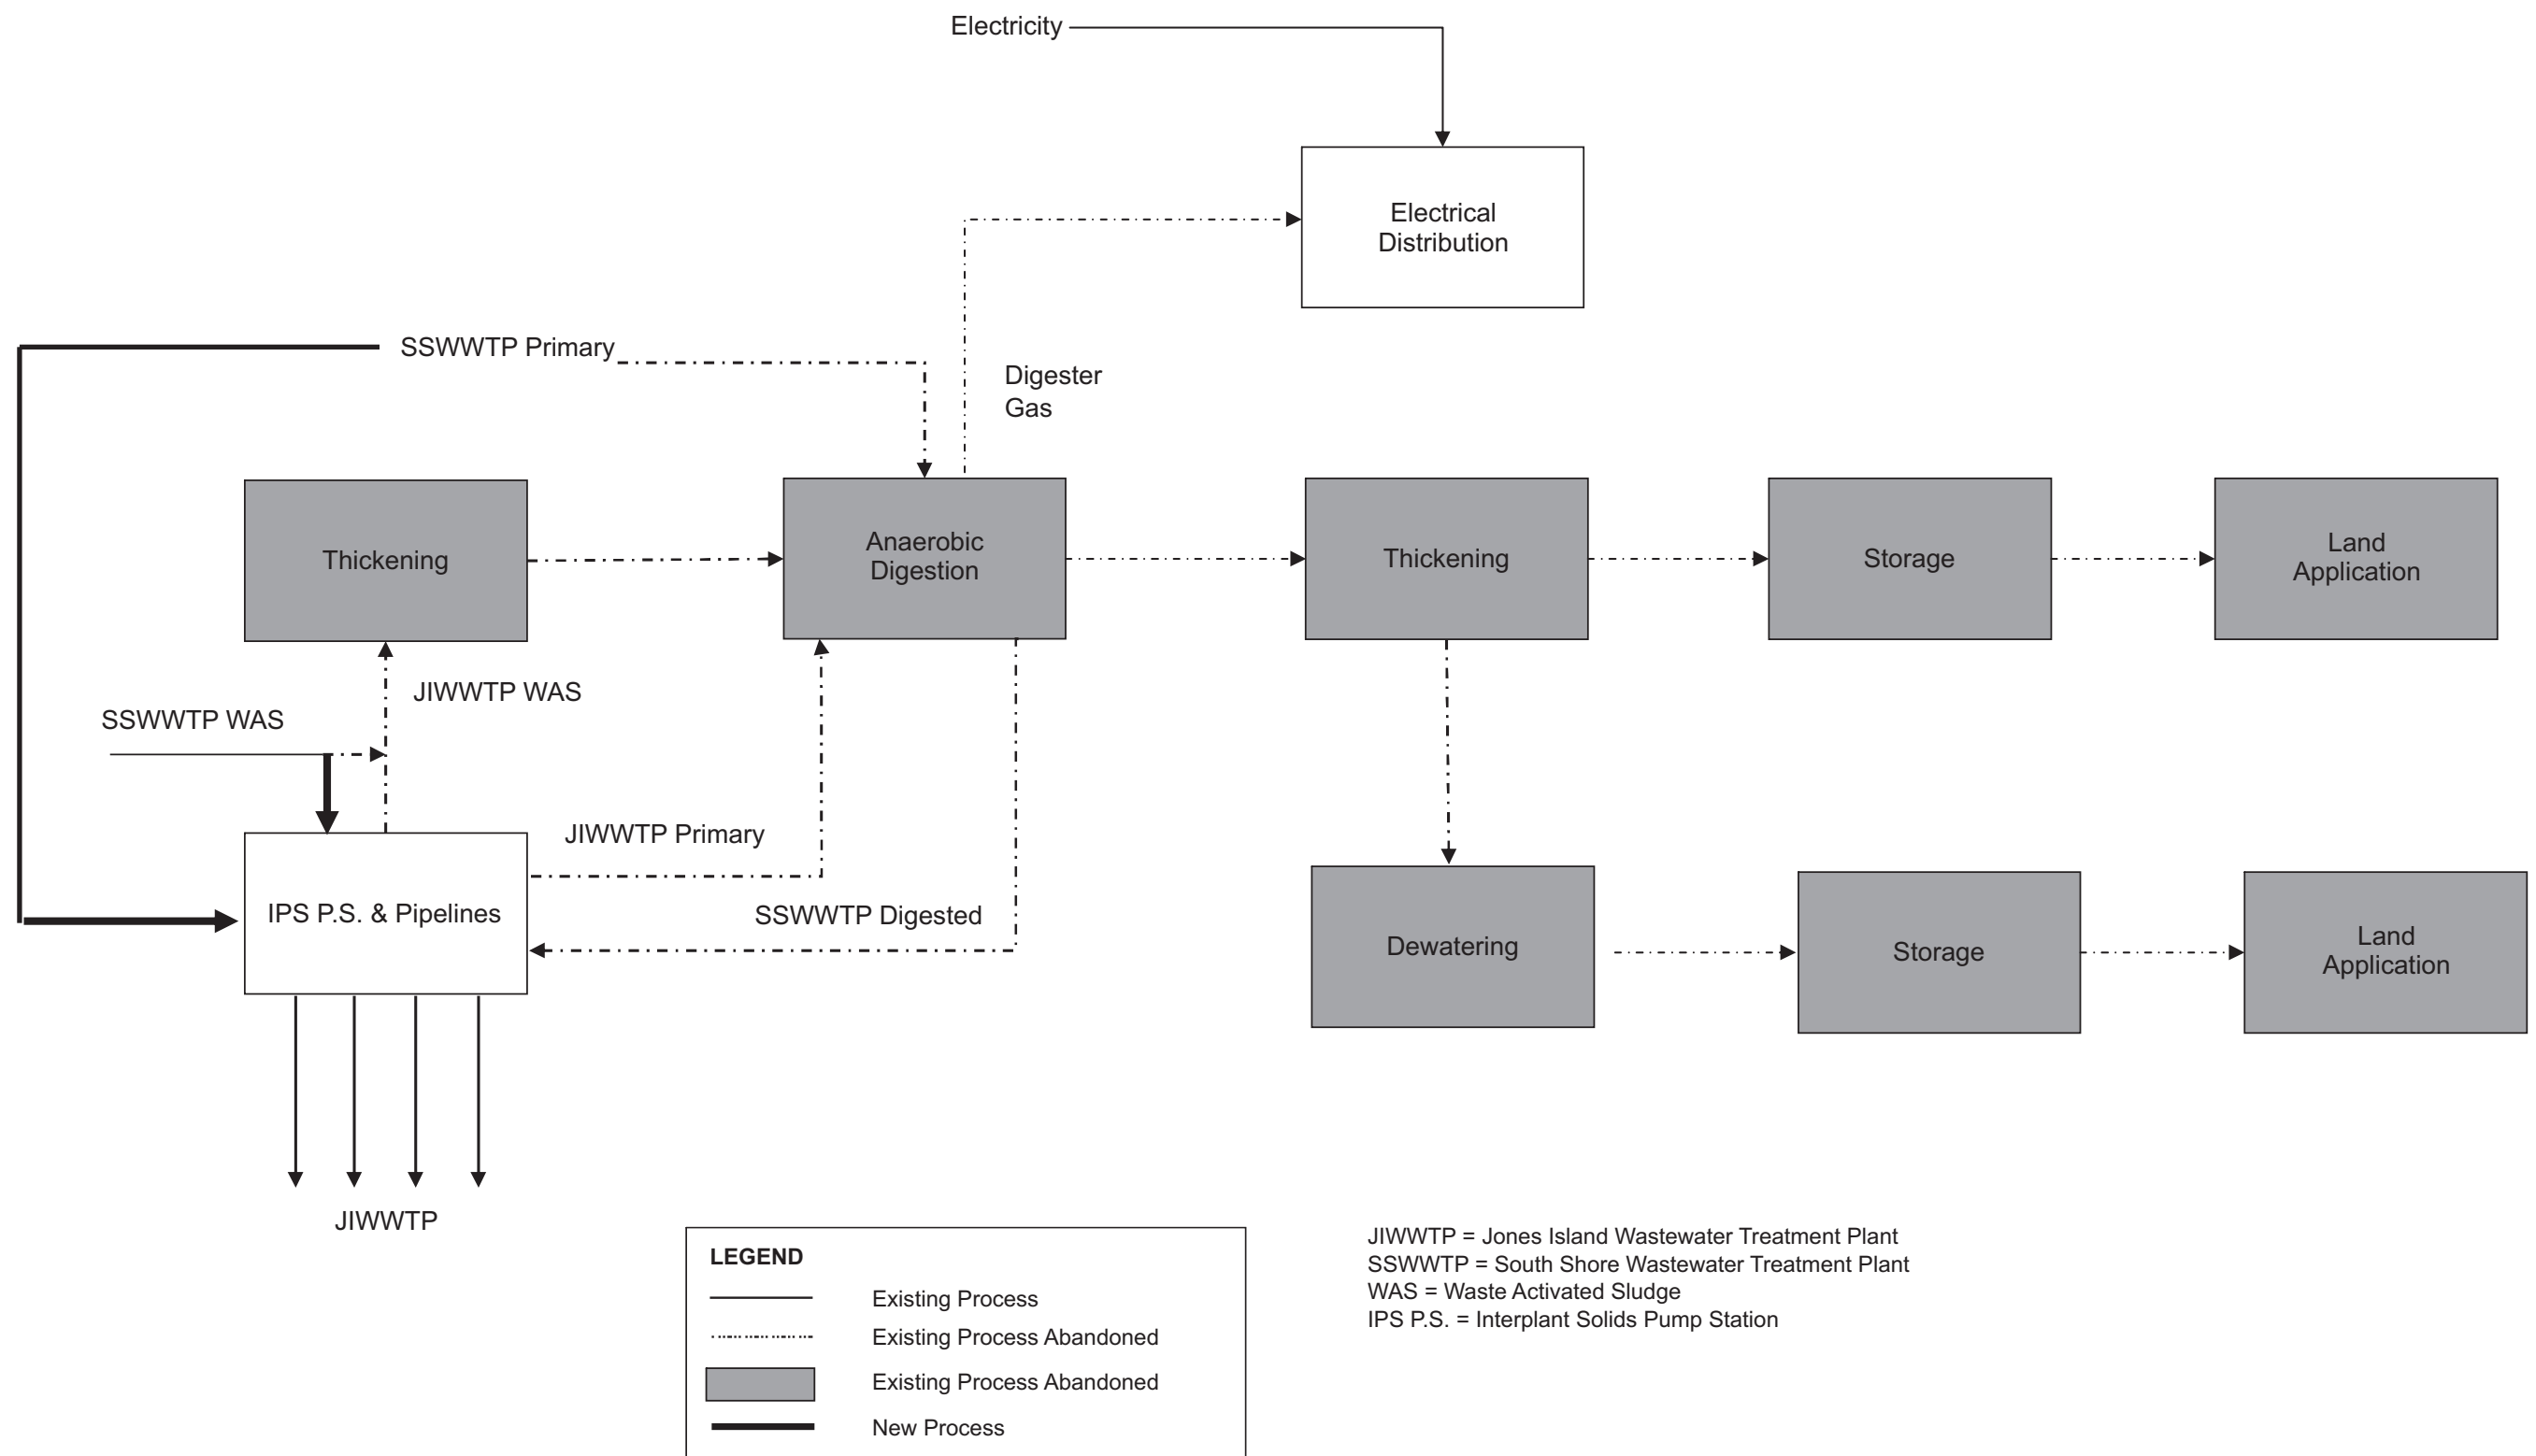 Electricity
Electrical
Distribution
SSWWTP Primary
Digester
Gas
Thickening
Anaerobic
Digestion
Thickening
Storage
Land
Application
JIWWTP WAS
SSWWTP WAS
JIWWTP Primary
IPS P.S. & Pipelines
SSWWTP Digested
Dewatering
Storage
Land
Application
JIWWTP
LEGEND
Existing Process
Existing Process Abandoned
Existing Process Abandoned
New Process
JIWWTP = Jones Island Wastewater Treatment Plant
SSWWTP = South Shore Wastewater Treatment Plant
WAS = Waste Activated Sludge
IPS P.S. = Interplant Solids Pump Station